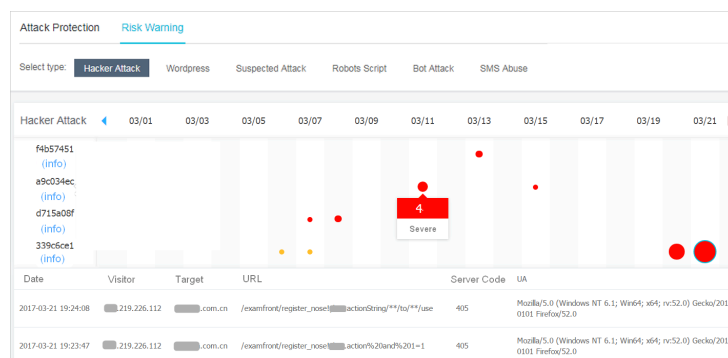 Attack Protection Risk Warning
Select type: Hacker Attack Wordpress Suspected Attack Robots Script Bot Attack SMS Abuse
Hacker Attack 03/01 03/03 03/05 03/07 03/09 03/11 03/13 03/15 03/17 03/19 03/21
f4b57451
(info)
a9c034ec
(info)
4
d715a08f
(info)
Severe
339c6ce1
(info)
Date Visitor Target URL Server Code UA
2017-03-21 19:24:08 .219.226.112 .com.cn /examfront/register_nose! actionString/**/to/**/use 405 Mozilla/5.0 (Windows NT 6.1; Win64; x64; rv:52.0) Gecko/201
0101 Firefox/52.0
2017-03-21 19:23:47 .219.226.112 .com.cn /examfront/register_nose! .action%20and%201=1 405 Mozilla/5.0 (Windows NT 6.1; Win64; x64; rv:52.0) Gecko/201
0101 Firefox/52.0